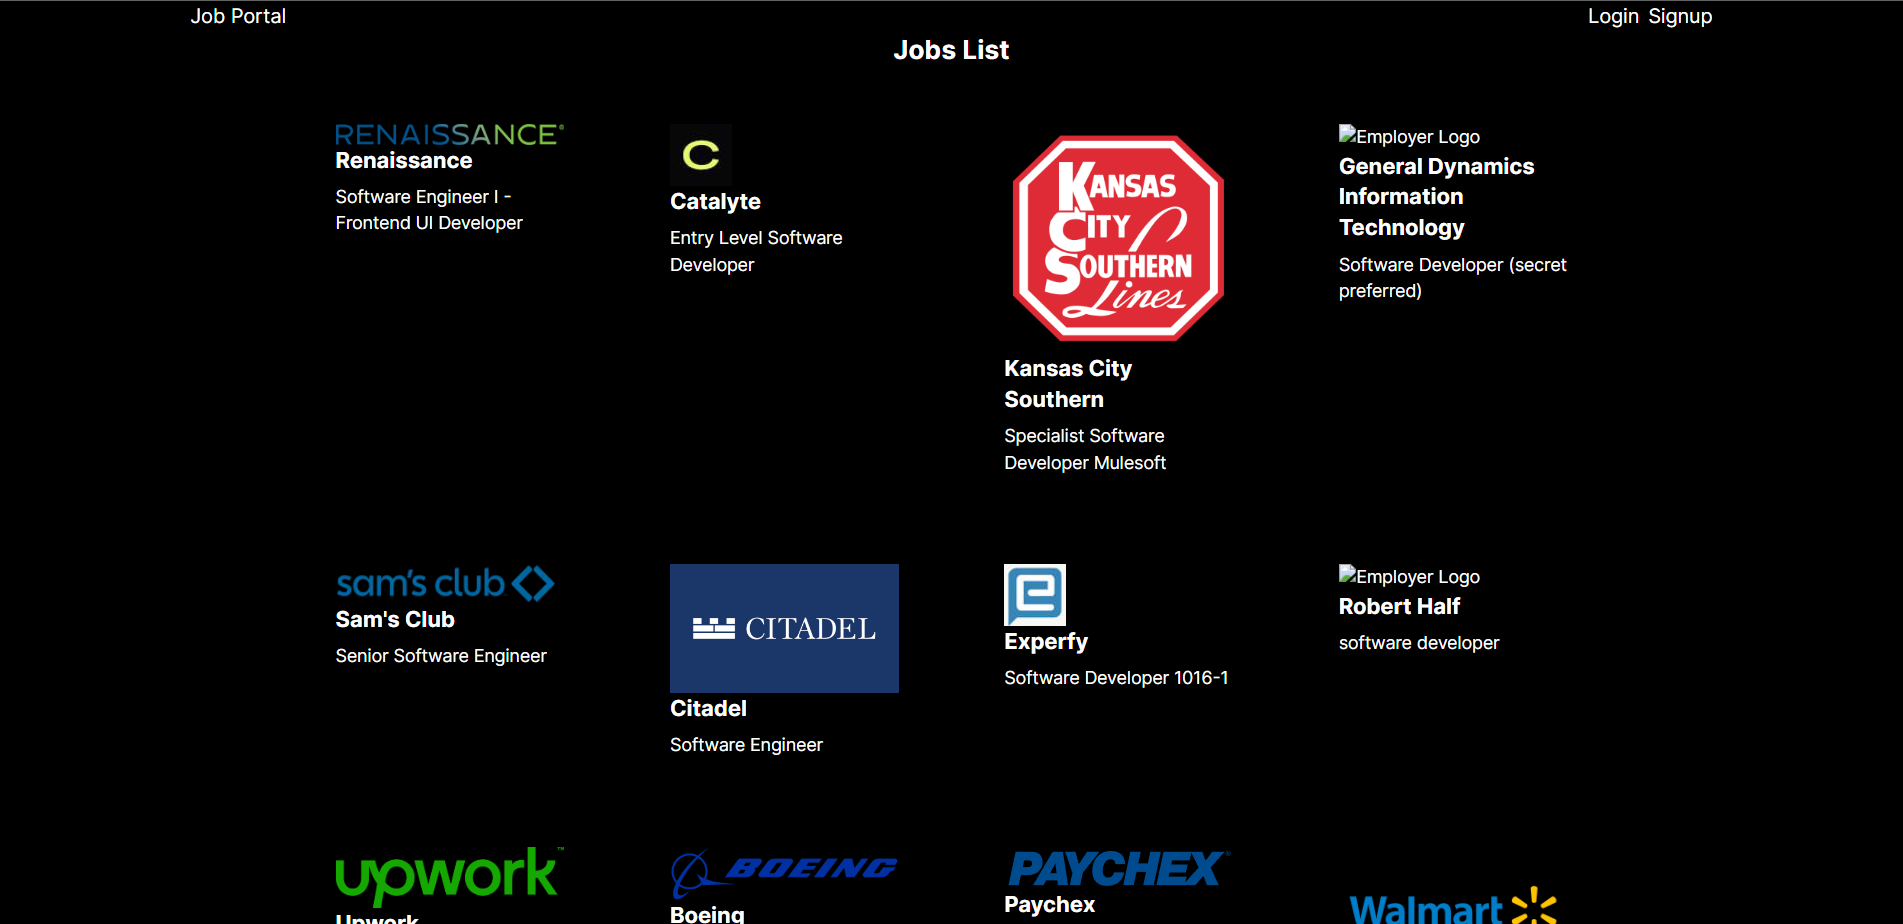 Job Portal
Login Signup
Jobs List
RENAISSANCE®
Renaissance
Software Engineer I -
Frontend UI Developer
C
Catalyte
Entry Level Software
Developer
KANSAS
CITY
SOUTHERN
Lines
Kansas City
Southern
Specialist Software
Developer Mulesoft
Employer Logo
General Dynamics
Information
Technology
Software Developer (secret
preferred)
sam's club
Sam's Club
Senior Software Engineer
CITADEL
Citadel
Software Engineer
e
Experfy
Software Developer 1016-1
Employer Logo
Robert Half
software developer
upwork™
Upwork
BOEING
Boeing
PAYCHEX®
Paychex
Walmart